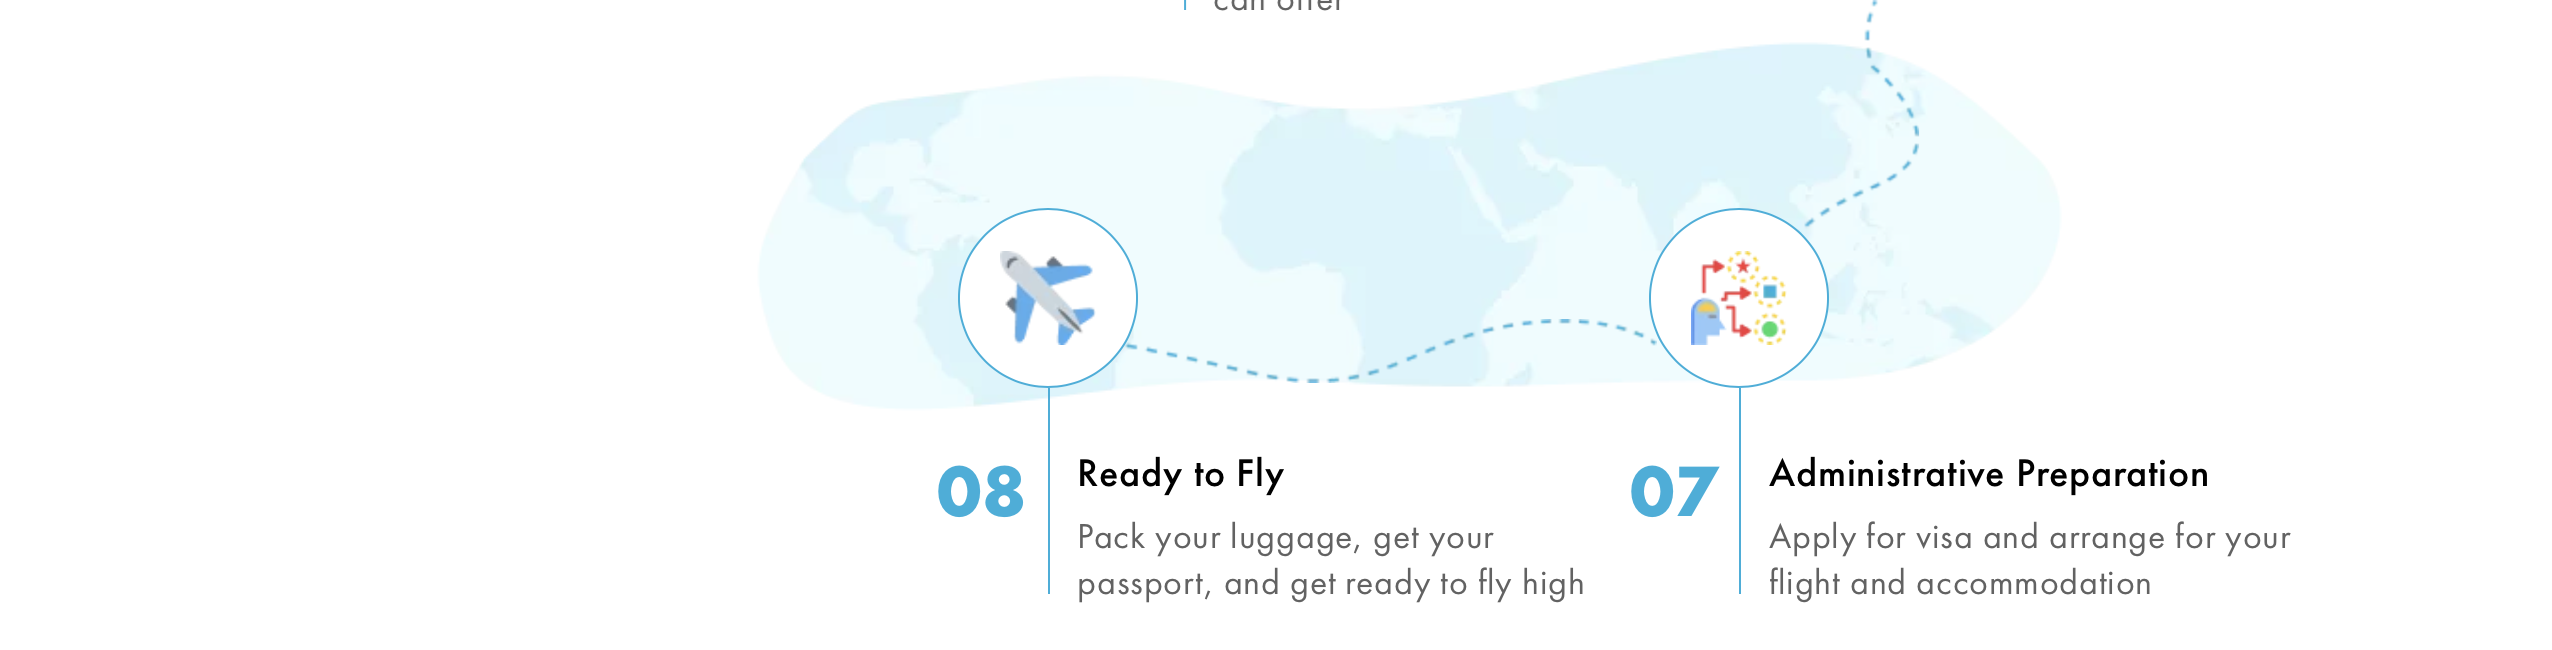 can offer
08
Ready to Fly
Pack your luggage, get your
passport, and get ready to fly high
07
Administrative Preparation
Apply for visa and arrange for your
flight and accommodation